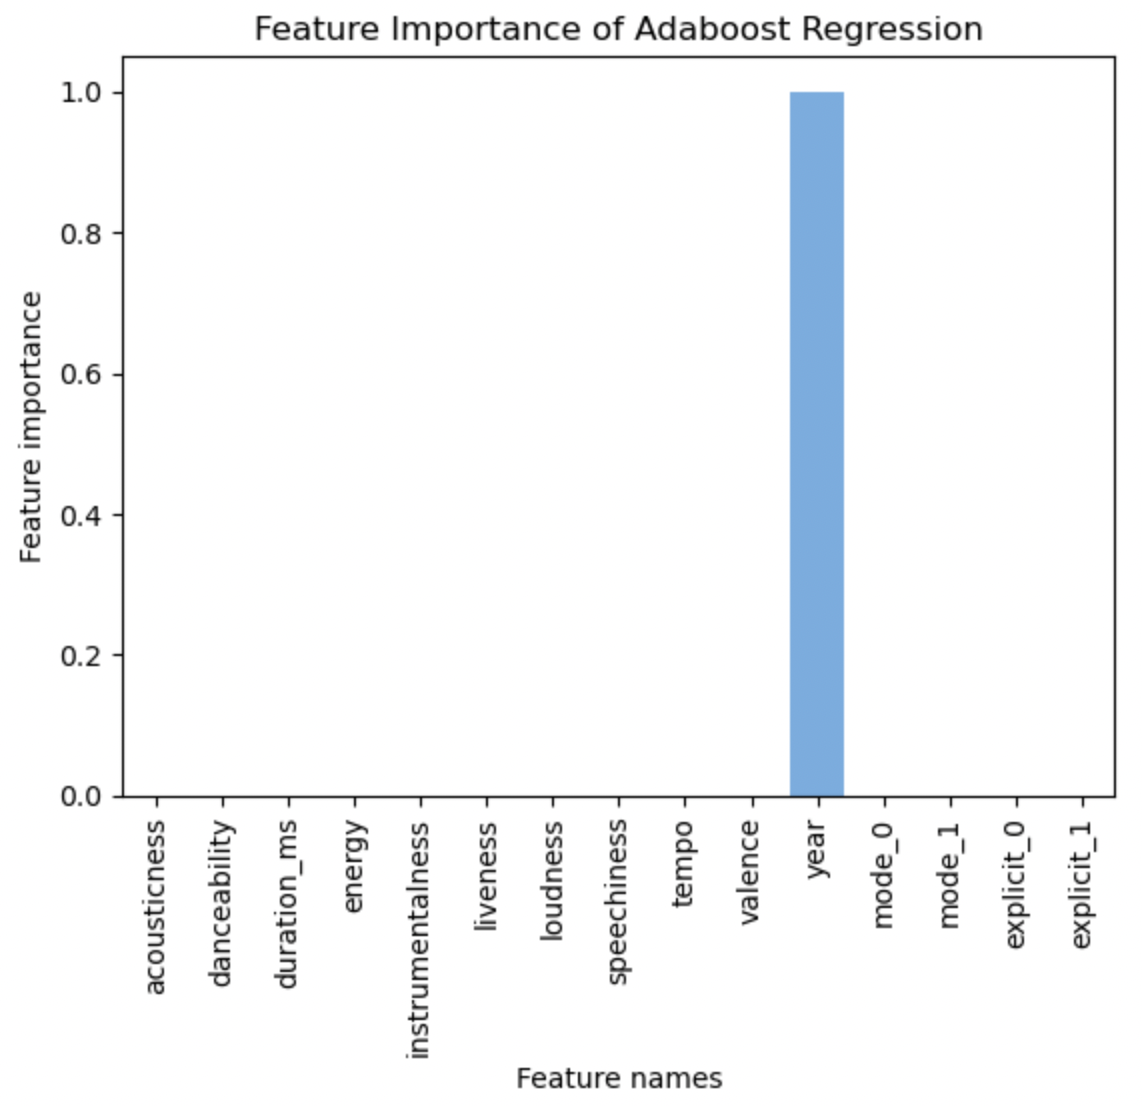 Feature Importance of Adaboost Regression
Feature importance
1.0
0.8
0.6
0.4
0.2
0.0
acousticness
danceability
duration_ms
energy
instrumentalness
liveness
loudness
speechiness
tempo
valence
year
mode_0
mode_1
explicit_0
explicit_1
Feature names